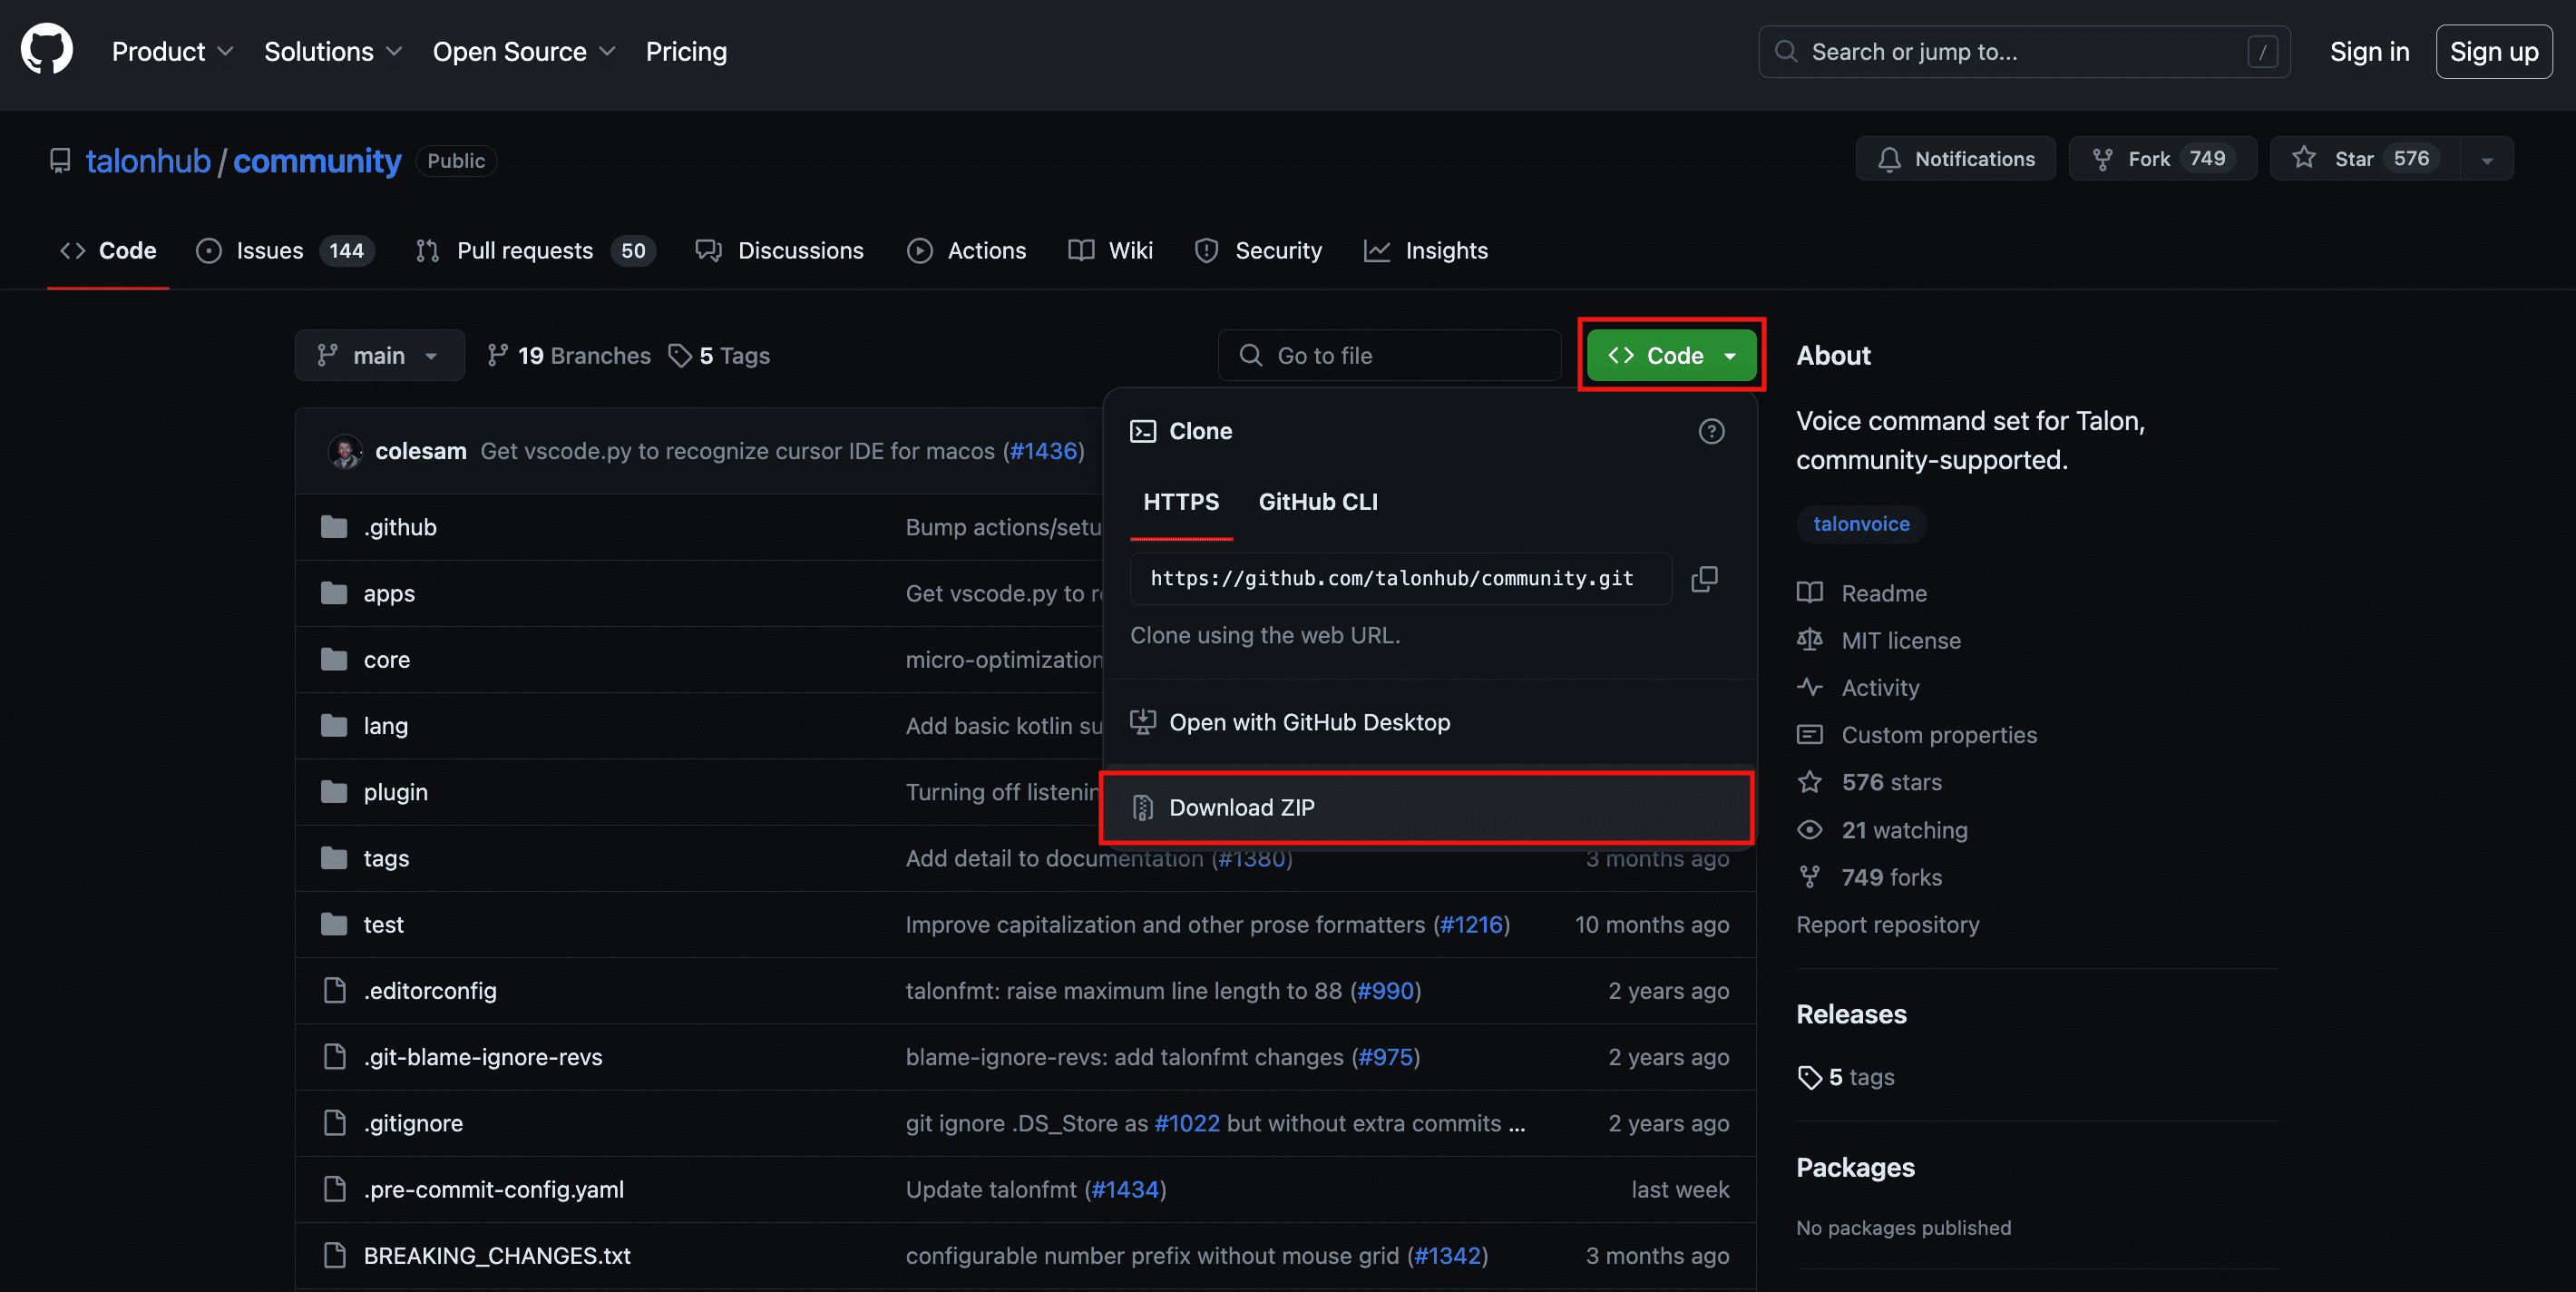 Product Solutions Open Source Pricing Search or jump to... / Sign in Sign up
talonhub / community Public Notifications Fork 749 Star 576
Code Issues 144 Pull requests 50 Discussions Actions Wiki Security Insights
main 19 Branches 5 Tags Go to file Code
colesam Get vscode.py to recognize cursor IDE for macos (#1436)
.github Bump actions/setu
apps Get vscode.py to r
core micro-optimization
lang Add basic kotlin su
plugin Turning off listenin
tags Add detail to documentation (#1380) 3 months ago
test Improve capitalization and other prose formatters (#1216) 10 months ago
.editorconfig talonfmt: raise maximum line length to 88 (#990) 2 years ago
.git-blame-ignore-revs blame-ignore-revs: add talonfmt changes (#975) 2 years ago
.gitignore git ignore .DS_Store as #1022 but without extra commits ... 2 years ago
.pre-commit-config.yaml Update talonfmt (#1434) last week
BREAKING_CHANGES.txt configurable number prefix without mouse grid (#1342) 3 months ago
Clone
HTTPS GitHub CLI
https://github.com/talonhub/community.git
Clone using the web URL.
Open with GitHub Desktop
Download ZIP
About
Voice command set for Talon,
community-supported.
talonvoice
Readme
MIT license
Activity
Custom properties
576 stars
21 watching
749 forks
Report repository
Releases
5 tags
Packages
No packages published